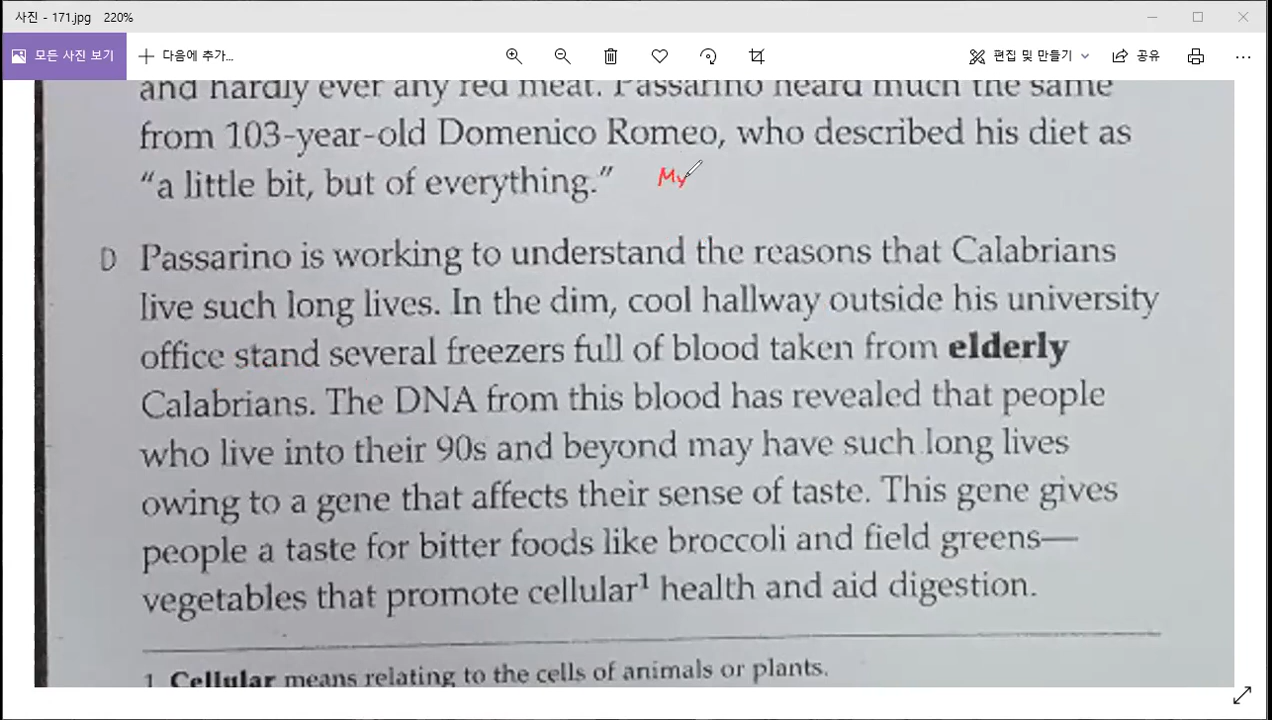 사진 - 171.jpg 220%
모든 사진 보기 다음에 추가... 편집 및 만들기 공유
and hardly ever any red meat. Passarino heard much the same
from 103-year-old Domenico Romeo, who described his diet as
“a little bit, but of everything.” My
D Passarino is working to understand the reasons that Calabrians
live such long lives. In the dim, cool hallway outside his university
office stand several freezers full of blood taken from elderly
Calabrians. The DNA from this blood has revealed that people
who live into their 90s and beyond may have such long lives
owing to a gene that affects their sense of taste. This gene gives
people a taste for bitter foods like broccoli and field greens—
vegetables that promote cellular¹ health and aid digestion.
1 Cellular means relating to the cells of animals or plants.